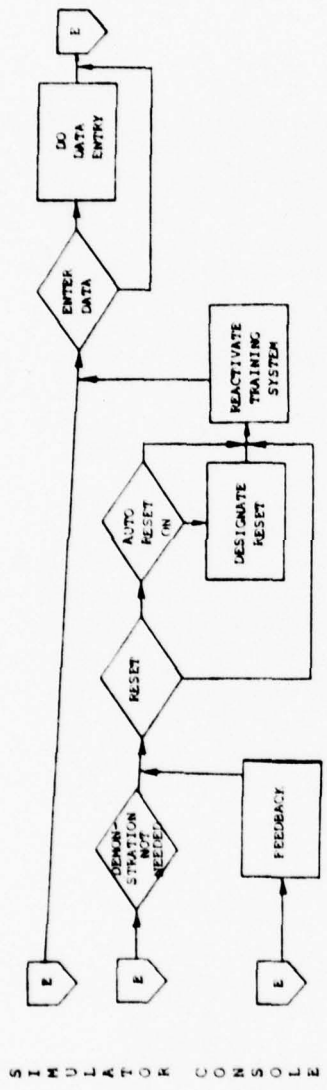 SIMULATOR CONSOLE
E
E
E
DEMON-
STRATION
NOT
NEEDED
FEEDBACK
RESET
AUTO
RESET
ON
DESIGNATE
RESET
REACTIVATE
TRAINING
SYSTEM
ENTER
DATA
DO
DATA
ENTRY
E